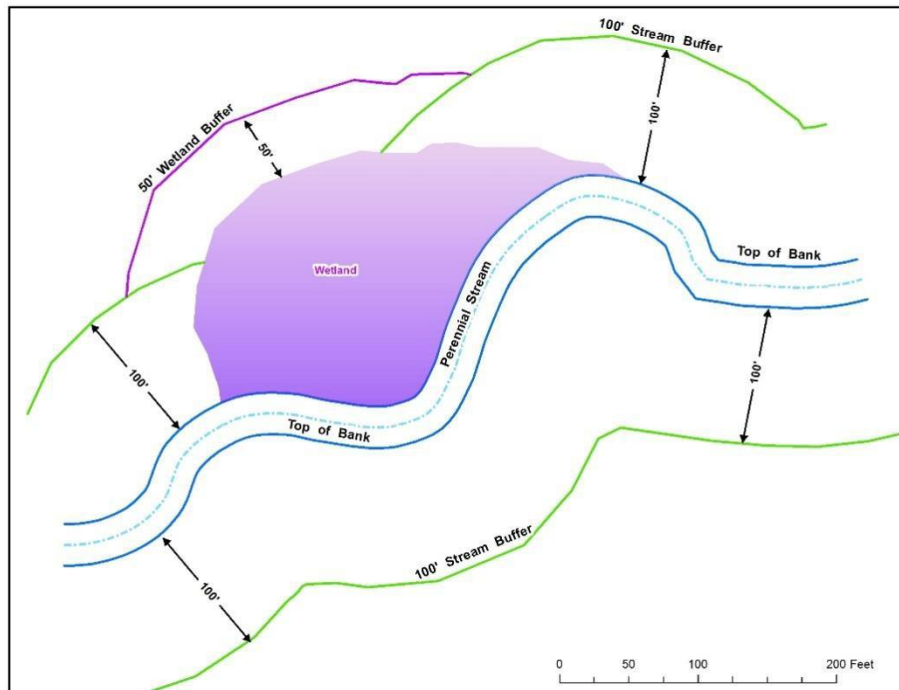 100' Stream Buffer
100'
50' Wetland Buffer
50'
Wetland
Perennial Stream
Top of Bank
100'
100'
Top of Bank
100' Stream Buffer
100'
0 50 100 200 Feet